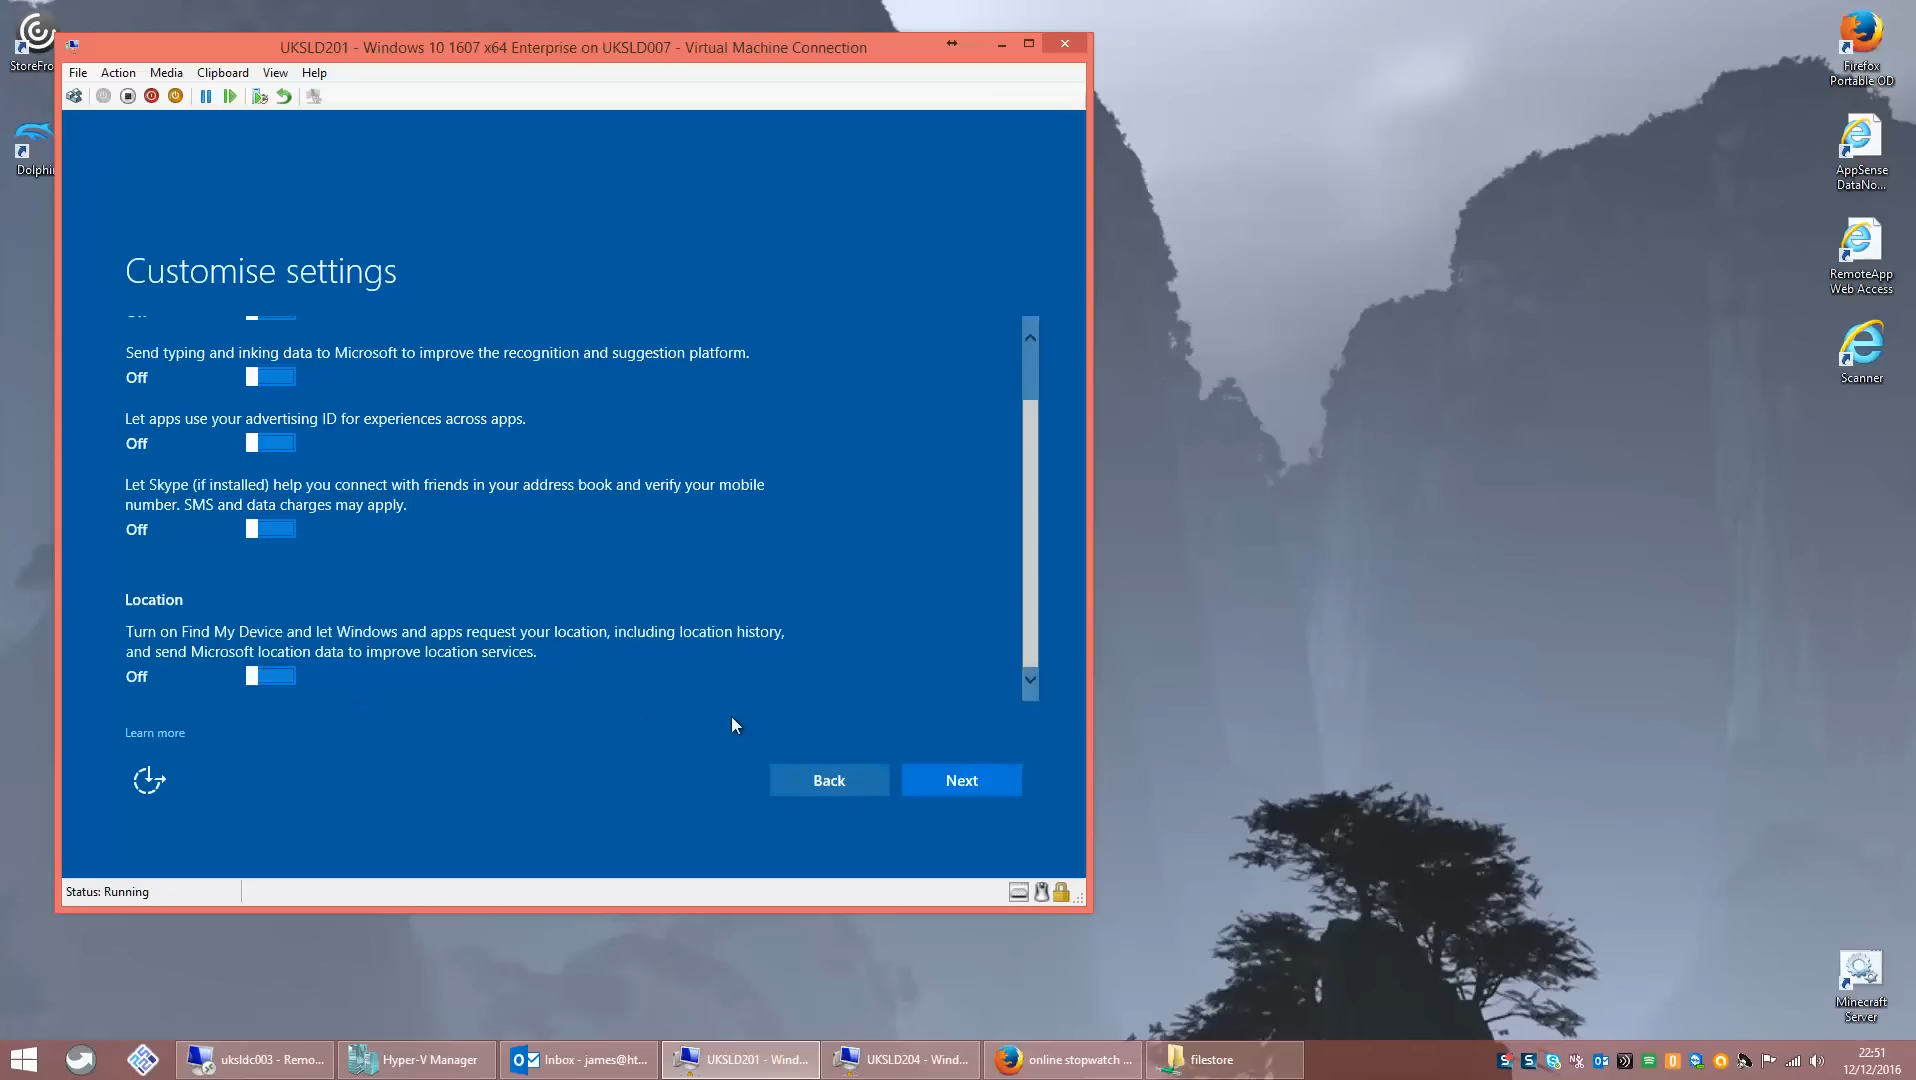 StoreFro
Dolphi
UKSLD201 - Windows 10 1607 x64 Enterprise on UKSLD007 - Virtual Machine Connection
File Action Media Clipboard View Help
Customise settings
Send typing and inking data to Microsoft to improve the recognition and suggestion platform.
Off
Let apps use your advertising ID for experiences across apps.
Off
Let Skype (if installed) help you connect with friends in your address book and verify your mobile
number. SMS and data charges may apply.
Off
Location
Turn on Find My Device and let Windows and apps request your location, including location history,
and send Microsoft location data to improve location services.
Off
Learn more
Back
Next
Status: Running
Firefox
Portable OD
AppSense
DataNo...
RemoteApp
Web Access
Scanner
Minecraft
Server
uksldc003 - Remo...
Hyper-V Manager
Inbox - james@ht...
UKSLD201 - Wind...
UKSLD204 - Wind...
online stopwatch ...
filestore
22:51
12/12/2016